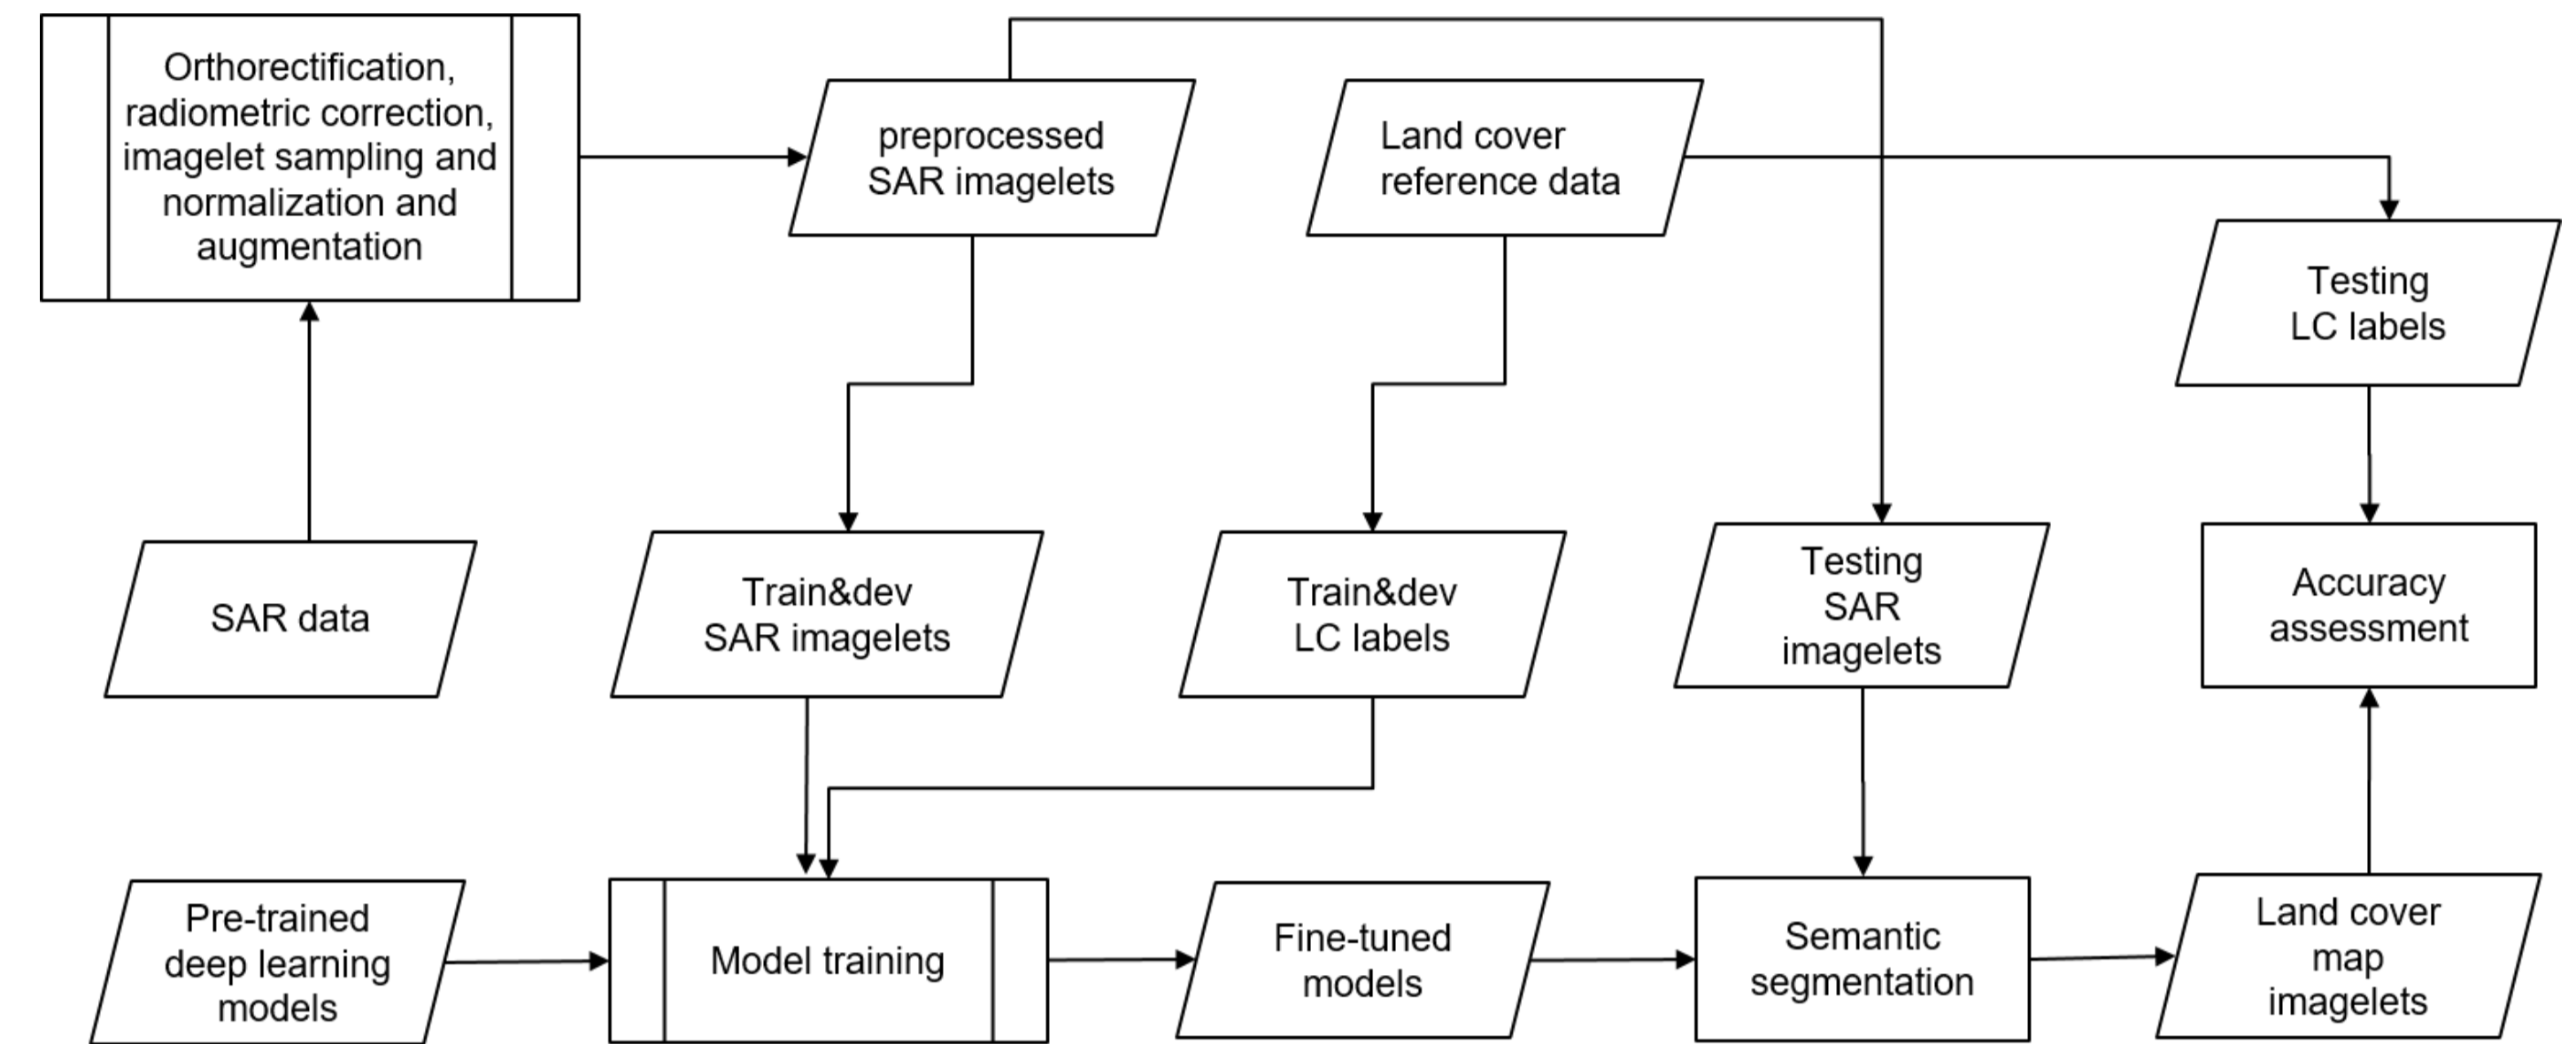 Orthorectification,
radiometric correction,
imagelet sampling and
normalization and
augmentation
preprocessed
SAR imagelets
Land cover
reference data
Testing
LC labels
SAR data
Train&dev
SAR imagelets
Train&dev
LC labels
Testing
SAR
imagelets
Accuracy
assessment
Pre-trained
deep learning
models
Model training
Fine-tuned
models
Semantic
segmentation
Land cover
map
imagelets